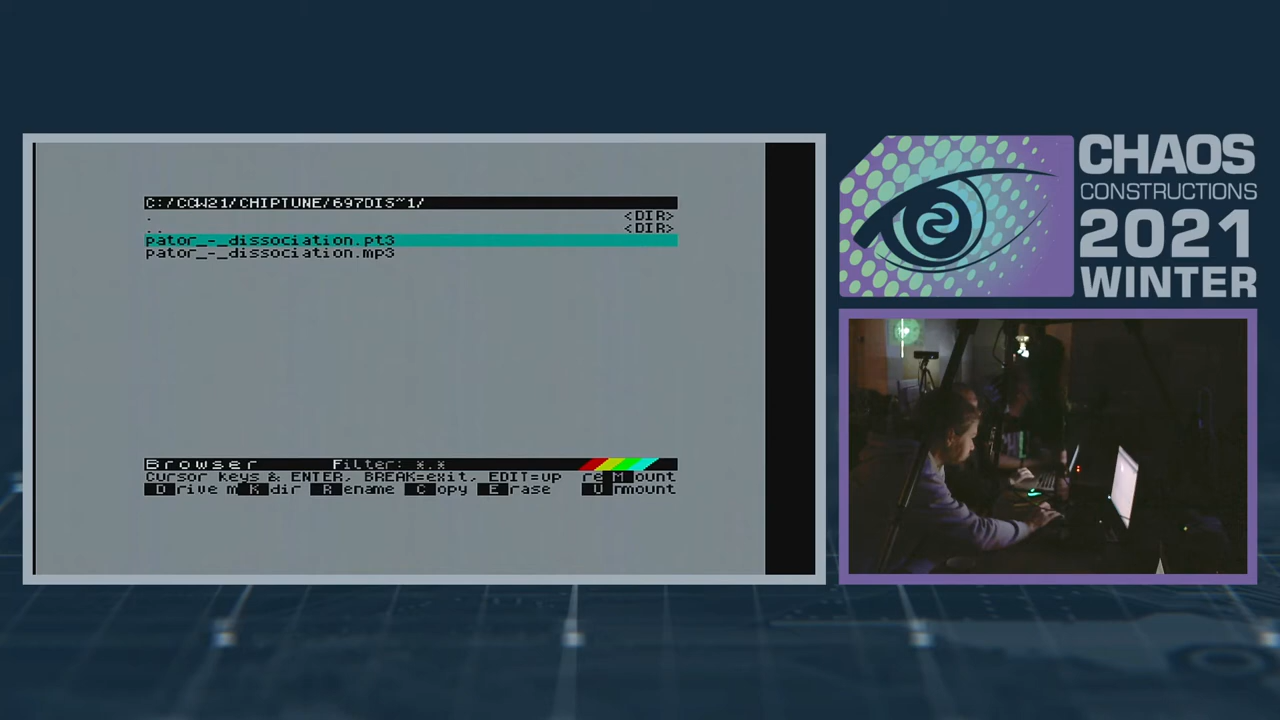 C:/CCW21/CHIPTUNE/697DIS~1/
. <DIR>
.. <DIR>
pator_-_dissociation.pt3
pator_-_dissociation.mp3
Browser Filter: *.*
Cursor keys & ENTER, BREAK=exit, EDIT=up reMount
Drive mKdir Rename Copy Erase Unmount
CHAOS
CONSTRUCTIONS
2021
WINTER